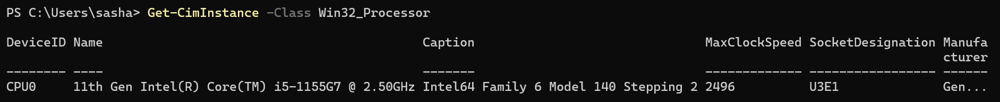 PS C:\Users\sasha> Get-CimInstance -Class Win32_Processor
DeviceID Name Caption MaxClockSpeed SocketDesignation Manufa
cturer
-------- ---- ------- ------------- ----------------- ------
CPU0 11th Gen Intel(R) Core(TM) i5-1155G7 @ 2.50GHz Intel64 Family 6 Model 140 Stepping 2 2496 U3E1 Gen...